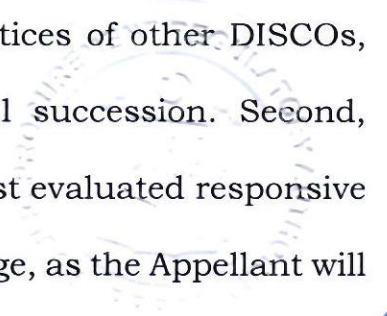 tices of other DISCOs,
l succession. Second,
st evaluated responsive
ge, as the Appellant will